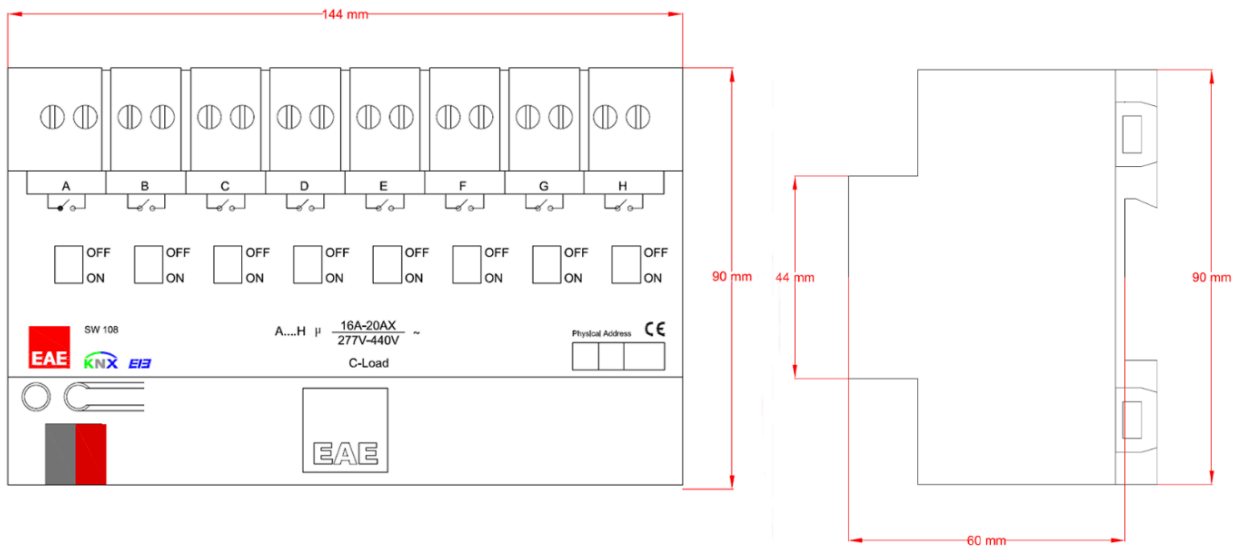 144 mm
A B C D E F G H
OFF OFF OFF OFF OFF OFF OFF OFF
ON ON ON ON ON ON ON ON
90 mm
44 mm
90 mm
SW 108
EAE
KNX EIB
A....H µ 16A-20AX ~
277V-440V
C-Load
Physical Address CE
EAE
60 mm